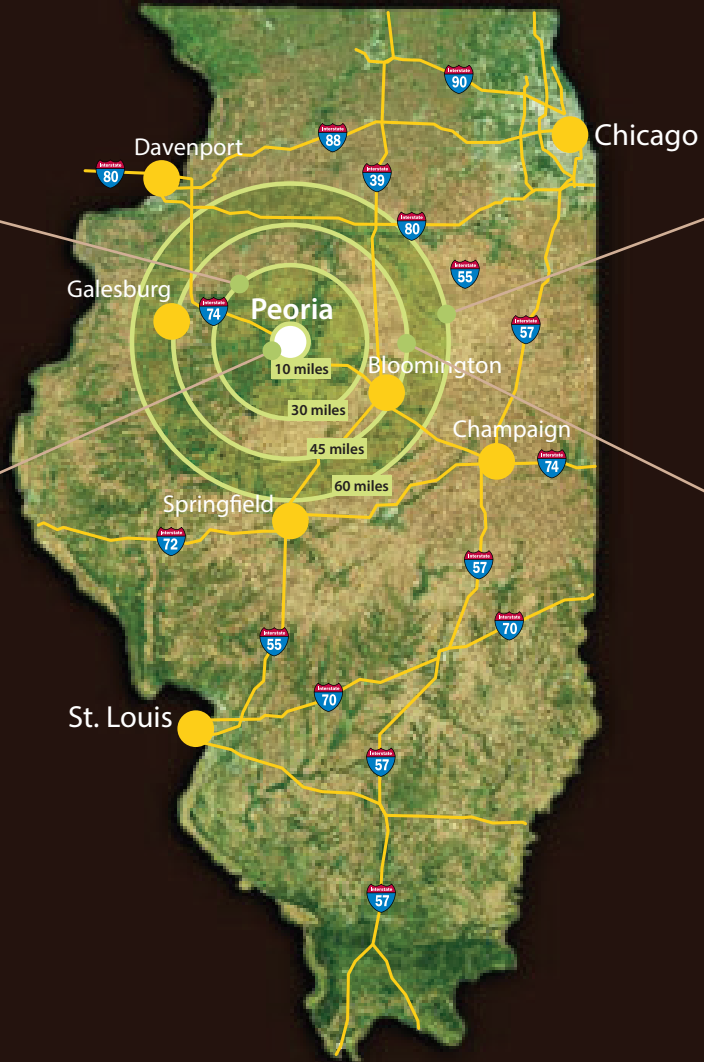 Interstate
90
Chicago
Interstate
88
Davenport
Interstate
80
Interstate
39
Interstate
80
Interstate
55
Galesburg
Interstate
74
Peoria
Interstate
57
10 miles
Bloomington
30 miles
Champaign
45 miles
Interstate
74
60 miles
Springfield
Interstate
72
Interstate
57
Interstate
70
Interstate
55
Interstate
70
St. Louis
Interstate
57
Interstate
57